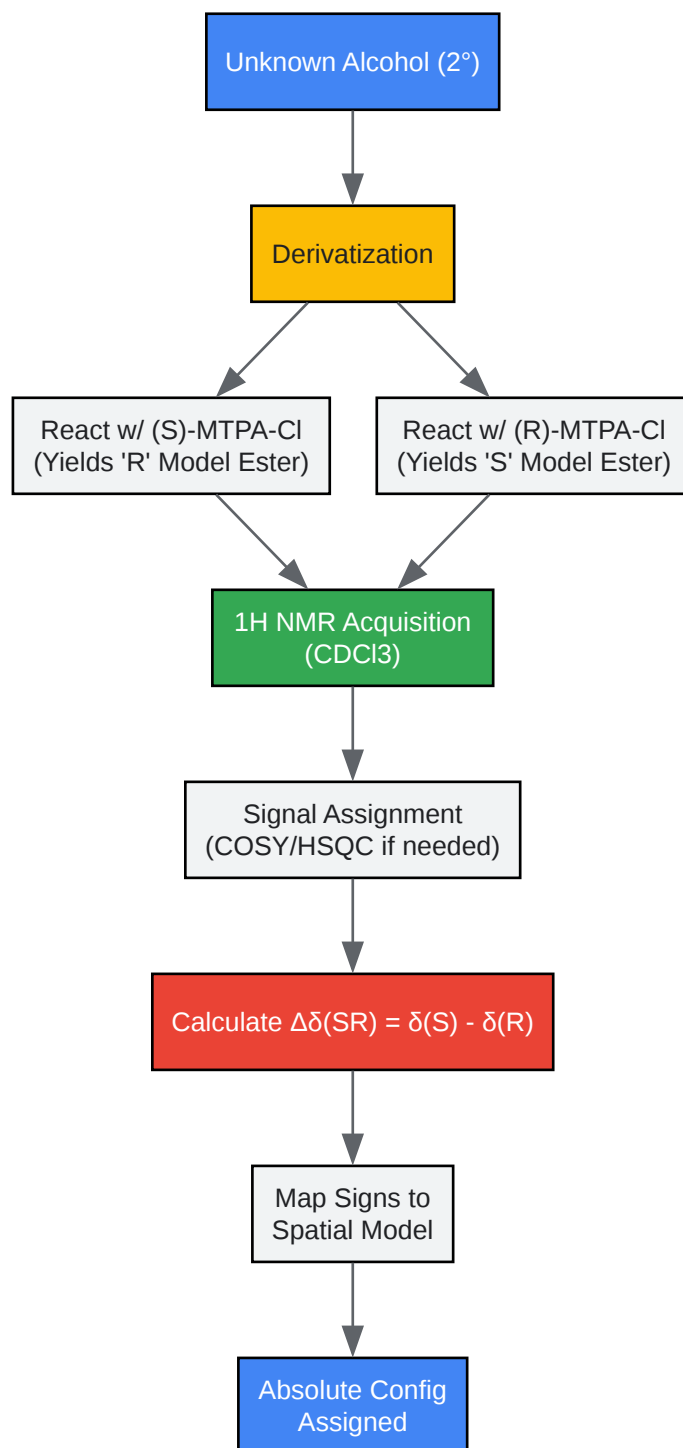 Unknown Alcohol (2°)
Derivatization
React w/ (S)-MTPA-Cl
(Yields 'R' Model Ester)
React w/ (R)-MTPA-Cl
(Yields 'S' Model Ester)
1H NMR Acquisition
(CDCl3)
Signal Assignment
(COSY/HSQC if needed)
Calculate Δδ(SR) = δ(S) - δ(R)
Map Signs to
Spatial Model
Absolute Config
Assigned